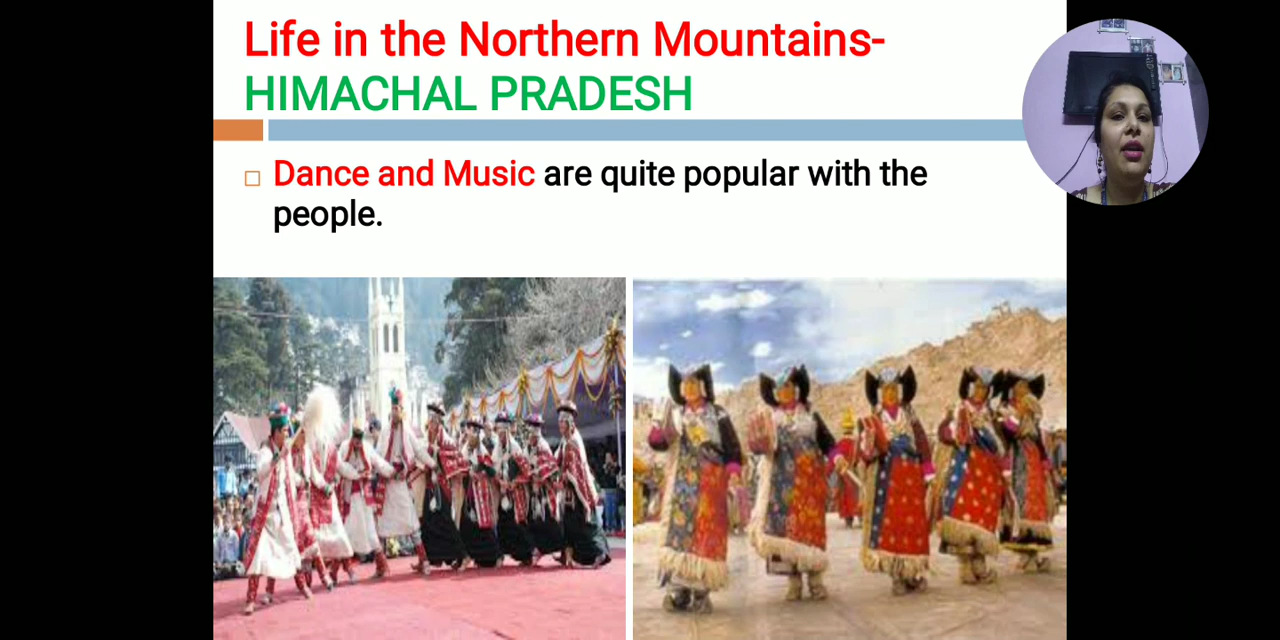 Life in the Northern Mountains-
HIMACHAL PRADESH
Dance and Music are quite popular with the
people.